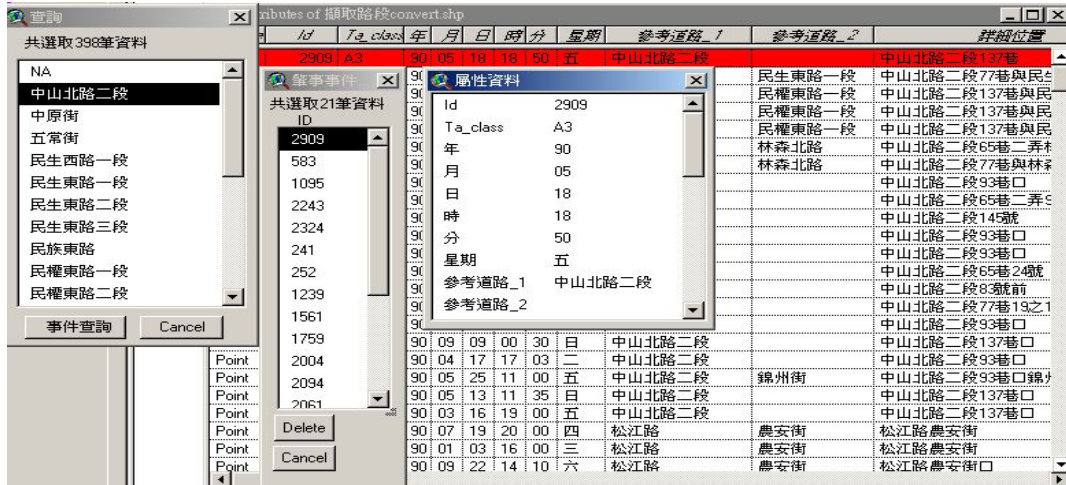 查詢
共選取398筆資料
NA
中山北路二段
中原街
五常街
民生西路一段
民生東路一段
民生東路二段
民生東路三段
民族東路
民權東路一段
民權東路二段
事件查詢 Cancel
tributes of 擷取路段convert.shp
Id Ta_class 年 月 日 時 分 星期 參考道路_1 參考道路_2 詳細位置
2909 A3 90 05 18 18 50 五 中山北路二段 中山北路二段137巷
肇事事件
共選取21筆資料
ID
2909
583
1095
2243
2324
241
252
1239
1561
1759
2004
2094
2061
Delete
Cancel
屬性資料
Id 2909
Ta_class A3
年 90
月 05
日 18
時 18
分 50
星期 五
參考道路_1 中山北路二段
參考道路_2
民生東路一段 中山北路二段77巷與民生
民權東路一段 中山北路二段137巷與民
民權東路一段 中山北路二段137巷與民
民權東路一段 中山北路二段137巷與民
林森北路 中山北路二段65巷二弄
林森北路 中山北路二段77巷與林森
中山北路二段93巷口
中山北路二段65巷二弄
中山北路二段145號
中山北路二段93巷口
中山北路二段93巷口
中山北路二段65巷24號
中山北路二段83號前
中山北路二段77巷19之1
中山北路二段93巷口
90 09 09 00 30 日 中山北路二段 中山北路二段137巷口
Point 90 04 17 17 03 二 中山北路二段 中山北路二段93巷口
Point 90 05 25 11 00 五 中山北路二段 錦州街 中山北路二段93巷口錦州
Point 90 05 13 11 35 日 中山北路二段 中山北路二段137巷口
Point 90 03 16 19 00 五 中山北路二段 中山北路二段137巷口
Point 90 07 19 20 00 四 松江路 農安街 松江路農安街
Point 90 01 03 16 00 三 松江路 農安街 松江路農安街
Point 90 09 22 14 10 六 松江路 農安街 松江路農安街口